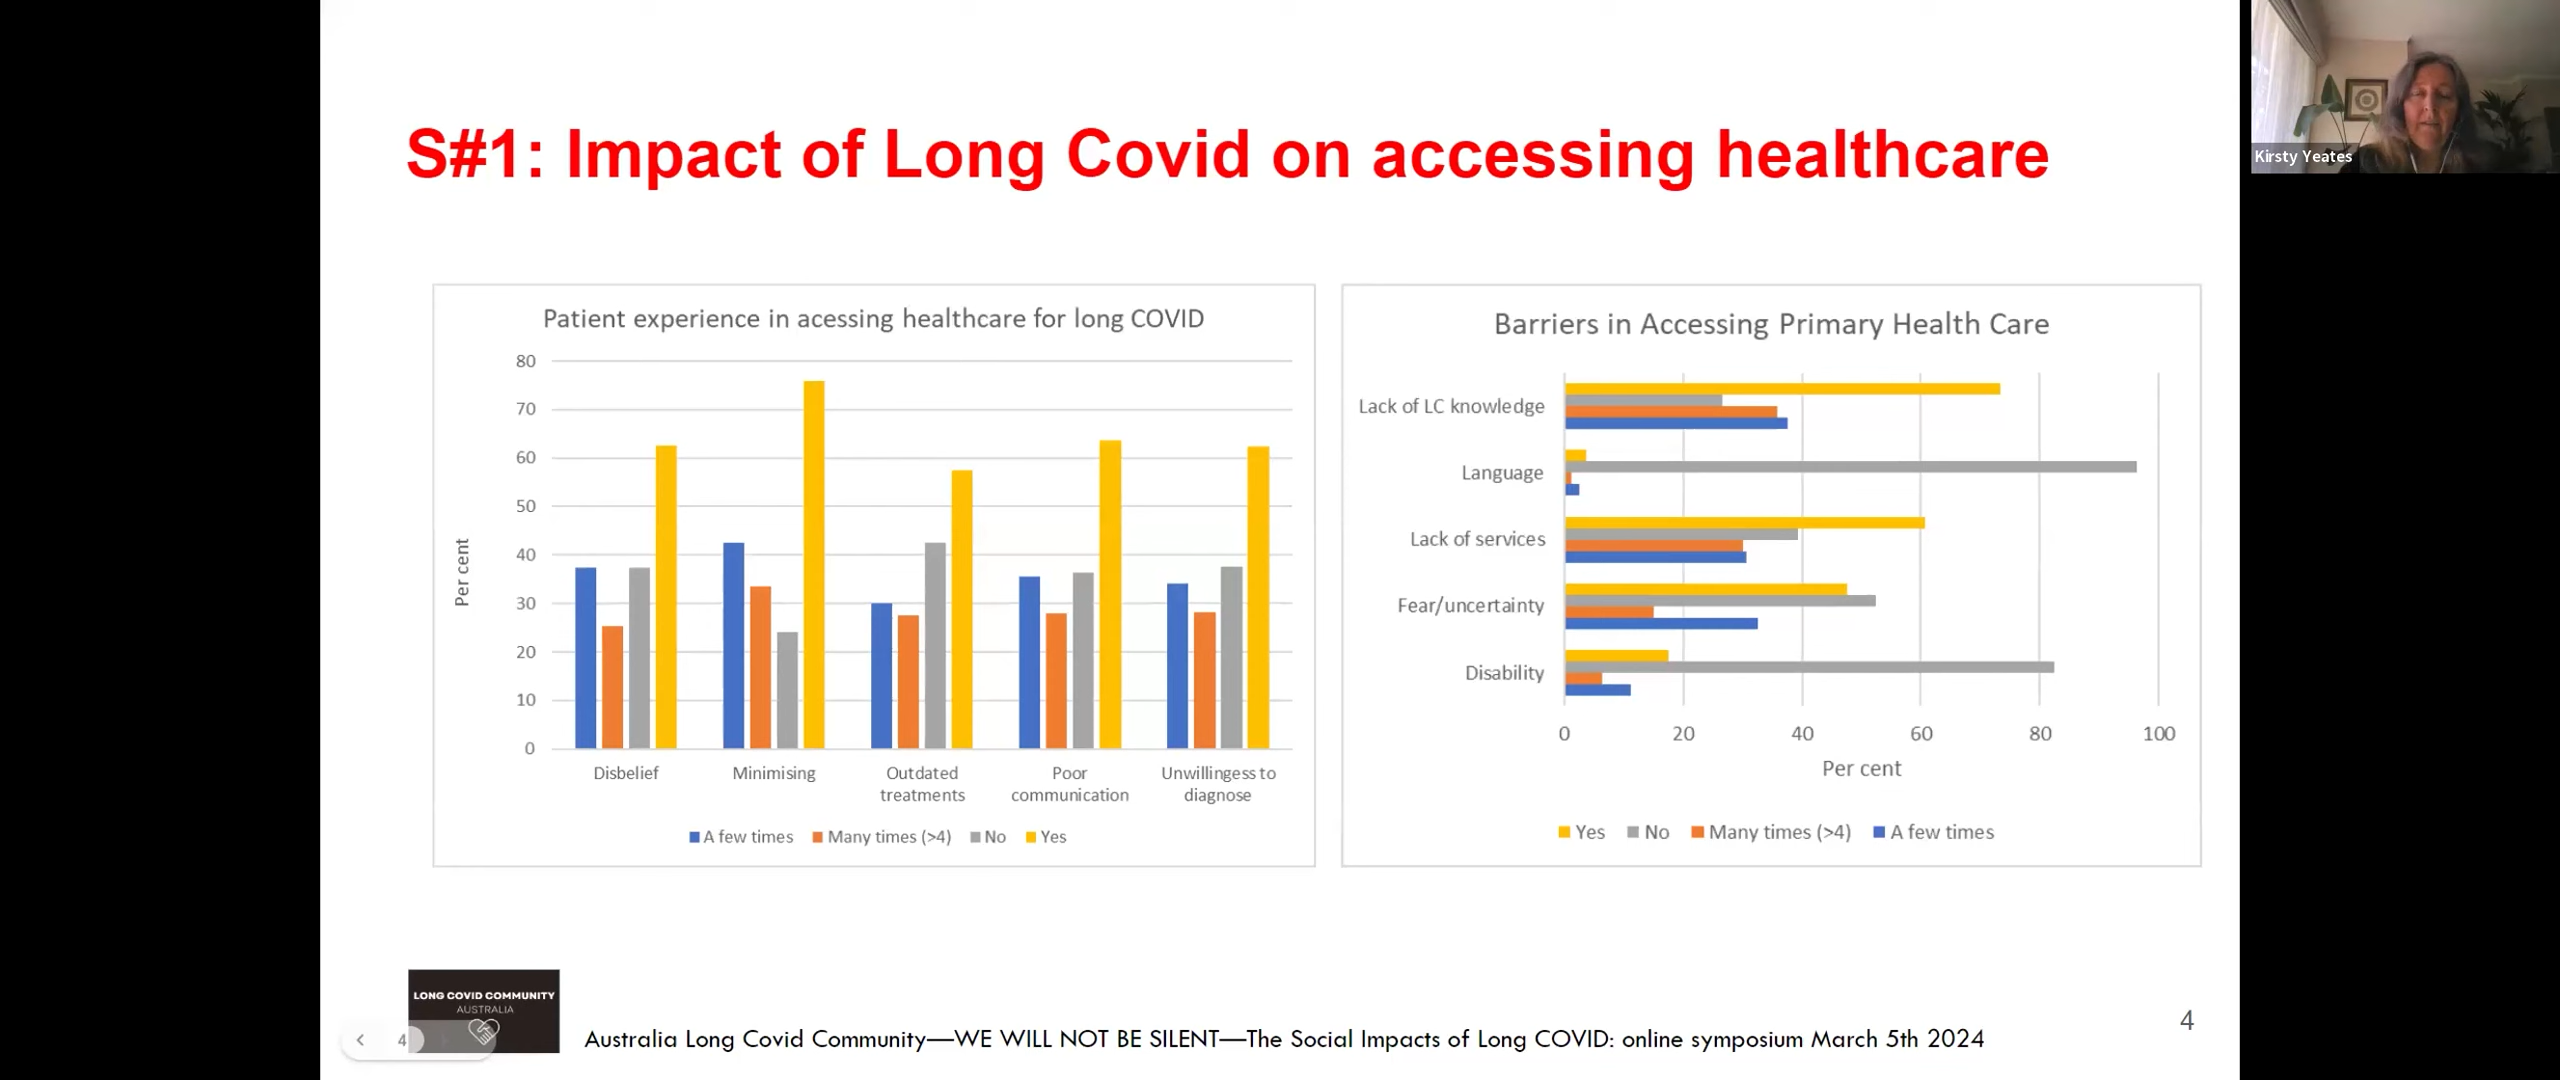 S#1: Impact of Long Covid on accessing healthcare
Kirsty Yeates
Patient experience in acessing healthcare for long COVID
80
70
60
50
40
30
20
10
0
Per cent
Disbelief
Minimising
Outdated
treatments
Poor
communication
Unwillingess to
diagnose
A few times Many times (>4) No Yes
Barriers in Accessing Primary Health Care
Lack of LC knowledge
Language
Lack of services
Fear/uncertainty
Disability
0 20 40 60 80 100
Per cent
Yes No Many times (>4) A few times
LONG COVID COMMUNITY
AUSTRALIA
4
Australia Long Covid Community—WE WILL NOT BE SILENT—The Social Impacts of Long COVID: online symposium March 5th 2024
4